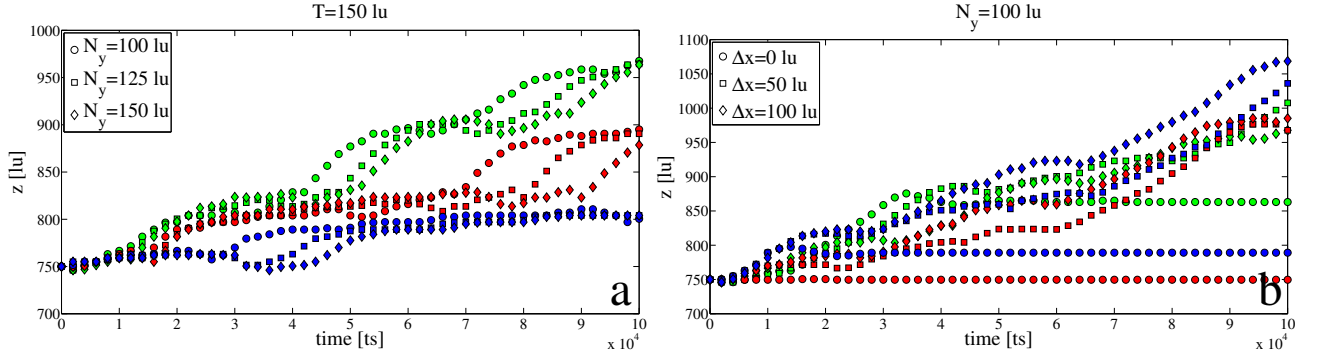 T=150 lu
1000
950
900
850
800
750
700
z [lu]
N_y=100 lu
N_y=125 lu
N_y=150 lu
a
0 1 2 3 4 5 6 7 8 9 10
time [ts]
x 10^4
N_y=100 lu
1100
1050
1000
950
900
850
800
750
700
z [lu]
Δx=0 lu
Δx=50 lu
Δx=100 lu
b
0 1 2 3 4 5 6 7 8 9 10
time [ts]
x 10^4